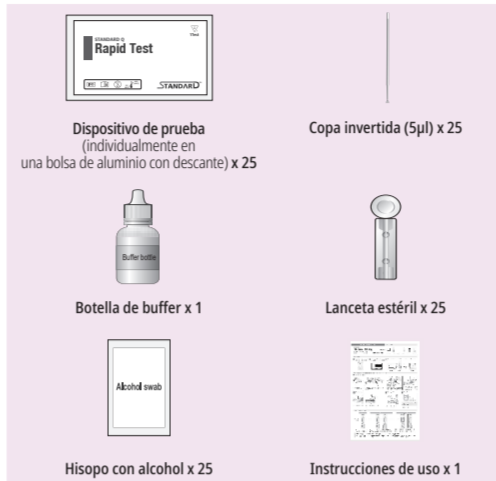 STANDARD Q
Rapid Test
STANDARD
Dispositivo de prueba
(individualmente en
una bolsa de aluminio con descante) x 25
Copa invertida (5μl) x 25
Buffer bottle
Botella de buffer x 1
Lanceta estéril x 25
Alcohol swab
Hisopo con alcohol x 25
Instrucciones de uso x 1